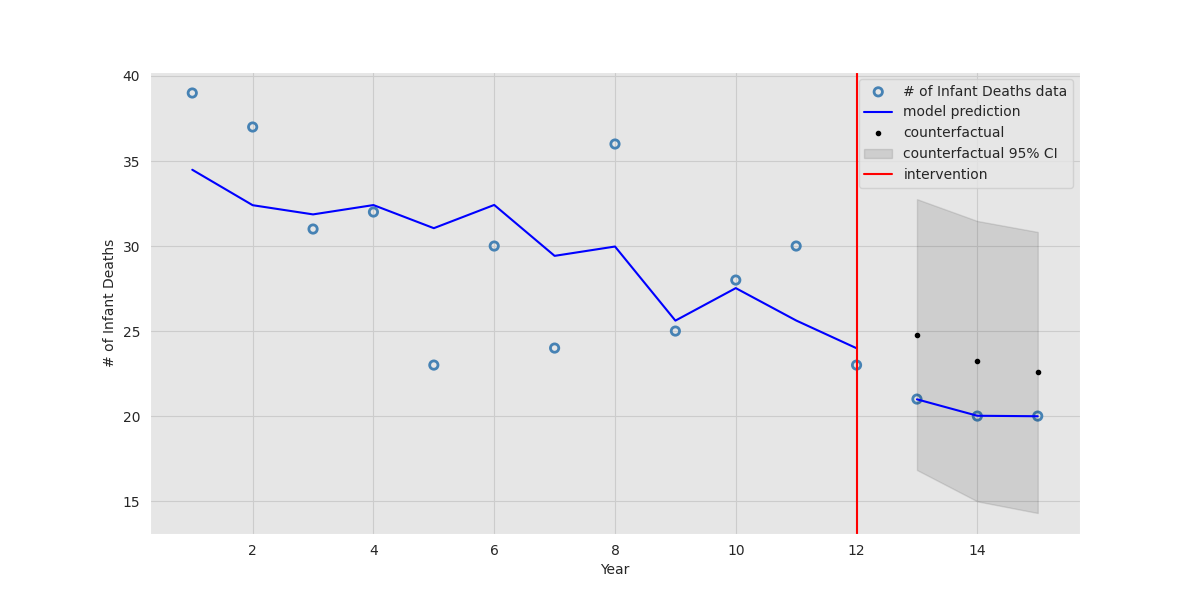 40
35
30
25
20
15
# of Infant Deaths
# of Infant Deaths data
model prediction
counterfactual
counterfactual 95% CI
intervention
2 4 6 8 10 12 14
Year